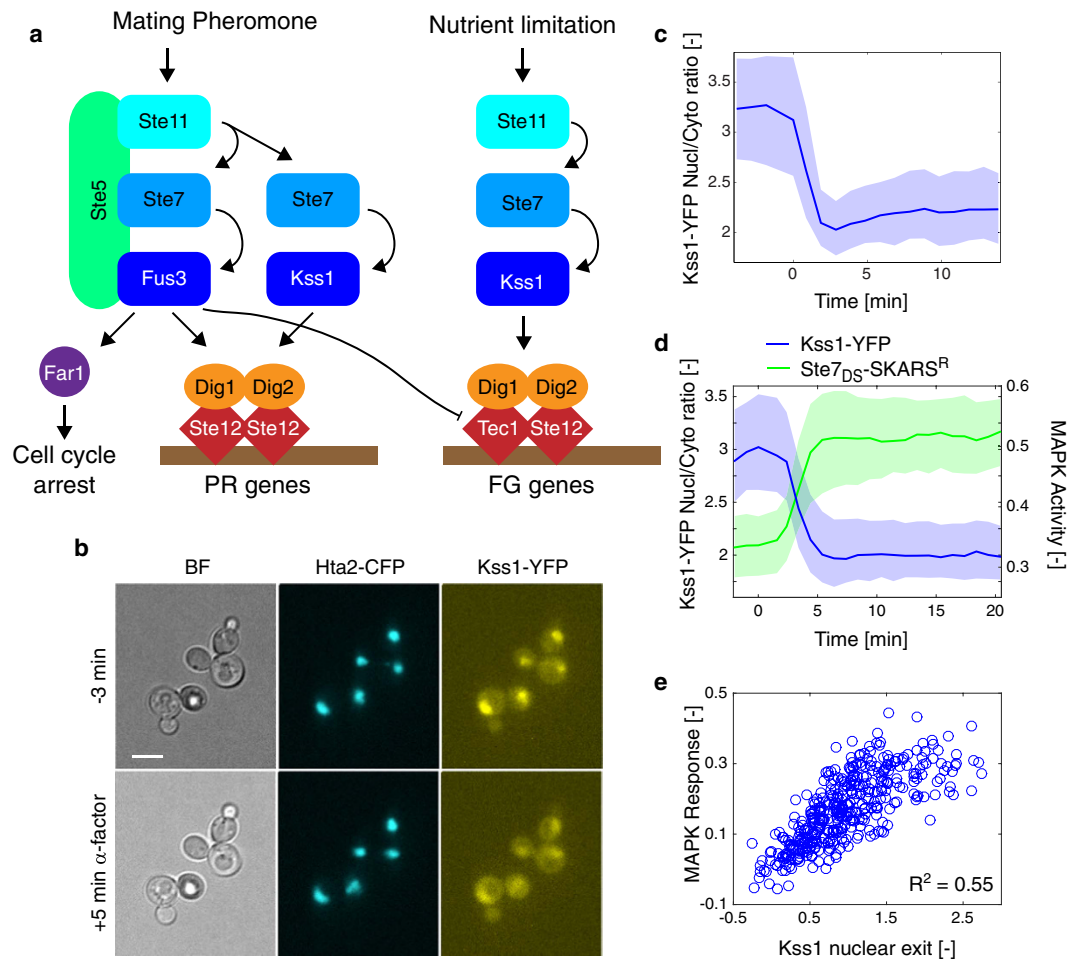 a
Mating Pheromone
Nutrient limitation
Ste5
Ste11
Ste7
Ste7
Fus3
Kss1
Ste11
Ste7
Kss1
Far1
Dig1
Dig2
Ste12
Ste12
Dig1
Dig2
Tec1
Ste12
Cell cycle
arrest
PR genes
FG genes
b
BF
Hta2-CFP
Kss1-YFP
-3 min
+5 min α-factor
c
Kss1-YFP Nucl/Cyto ratio [-]
3.5
3
2.5
2
0
5
10
Time [min]
d
Kss1-YFP
Ste7DS-SKARSR
Kss1-YFP Nucl/Cyto ratio [-]
3.5
3
2.5
2
0.6
0.5
0.4
0.3
MAPK Activity [-]
0
5
10
15
20
Time [min]
e
MAPK Response [-]
0.5
0.3
0.1
-0.1
R2 = 0.55
-0.5
0.5
1.5
2.5
Kss1 nuclear exit [-]